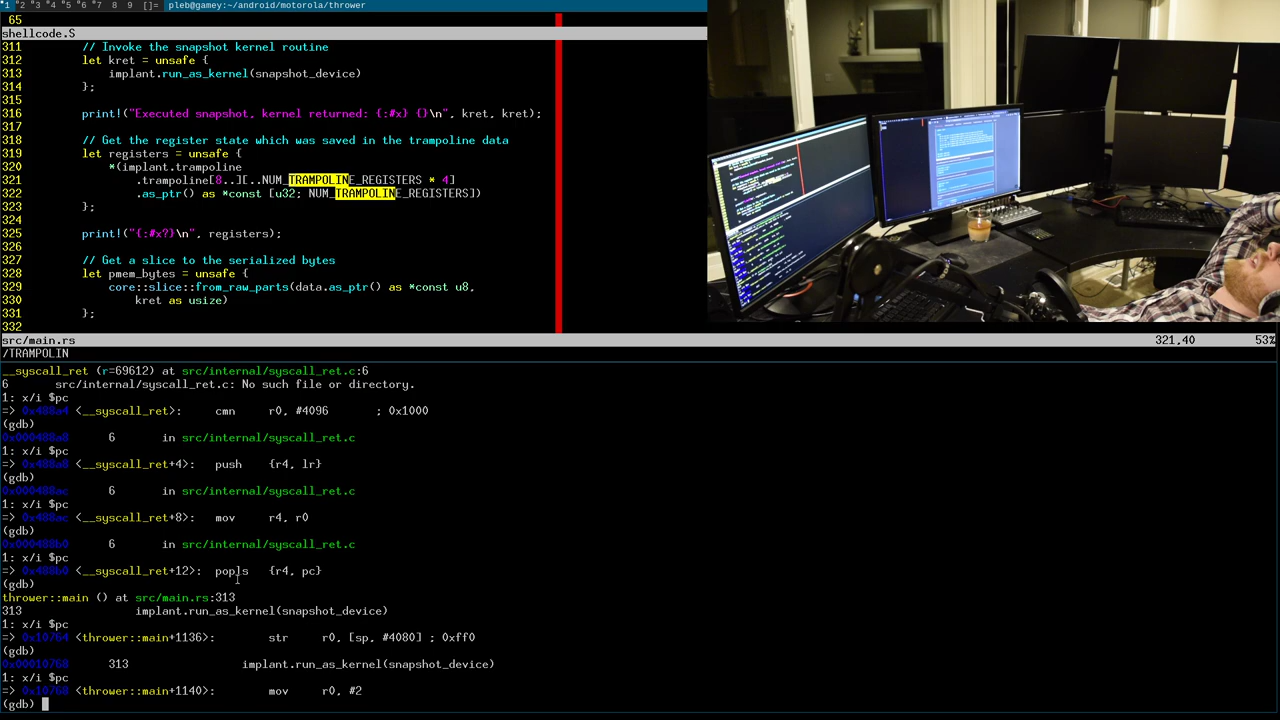 1 2 3 4 5 6 7 8 9 []= pleb@gamey:~/android/motorola/thrower
65
shellcode.S
311 // Invoke the snapshot kernel routine
312 let kret = unsafe {
313 implant.run_as_kernel(snapshot_device)
314 };
315
316 print!("Executed snapshot, kernel returned: {:#x} {}\n", kret, kret);
317
318 // Get the register state which was saved in the trampoline data
319 let registers = unsafe {
320 *(implant.trampoline
321 .trampoline[8..][..NUM_TRAMPOLINE_REGISTERS * 4]
322 .as_ptr() as *const [u32; NUM_TRAMPOLINE_REGISTERS])
323 };
324
325 print!("{:#x?}\n", registers);
326
327 // Get a slice to the serialized bytes
328 let pmem_bytes = unsafe {
329 core::slice::from_raw_parts(data.as_ptr() as *const u8,
330 kret as usize)
331 };
332
src/main.rs 321,40 53%
/TRAMPOLIN
__syscall_ret (r=69612) at src/internal/syscall_ret.c:6
6 src/internal/syscall_ret.c: No such file or directory.
1: x/i $pc
=> 0x488a4 <__syscall_ret>: cmn r0, #4096 ; 0x1000
(gdb)
0x000488a8 6 in src/internal/syscall_ret.c
1: x/i $pc
=> 0x488a8 <__syscall_ret+4>: push {r4, lr}
(gdb)
0x000488ac 6 in src/internal/syscall_ret.c
1: x/i $pc
=> 0x488ac <__syscall_ret+8>: mov r4, r0
(gdb)
0x000488b0 6 in src/internal/syscall_ret.c
1: x/i $pc
=> 0x488b0 <__syscall_ret+12>: popls {r4, pc}
(gdb)
thrower::main () at src/main.rs:313
313 implant.run_as_kernel(snapshot_device)
1: x/i $pc
=> 0x10764 <thrower::main+1136>: str r0, [sp, #4080] ; 0xff0
(gdb)
0x00010768 313 implant.run_as_kernel(snapshot_device)
1: x/i $pc
=> 0x10768 <thrower::main+1140>: mov r0, #2
(gdb)